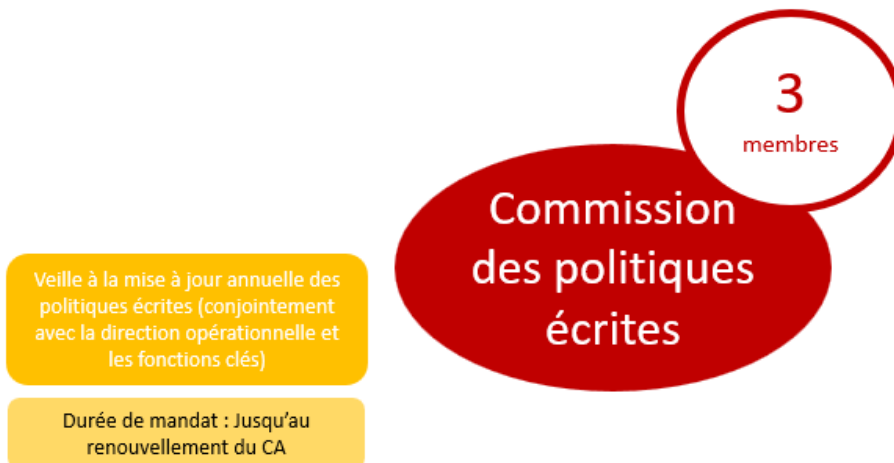 3
membres
Commission
des politiques
écrites
Veille à la mise à jour annuelle des
politiques écrites (conjointement
avec la direction opérationnelle et
les fonctions clés)
Durée de mandat : Jusqu’au
renouvellement du CA